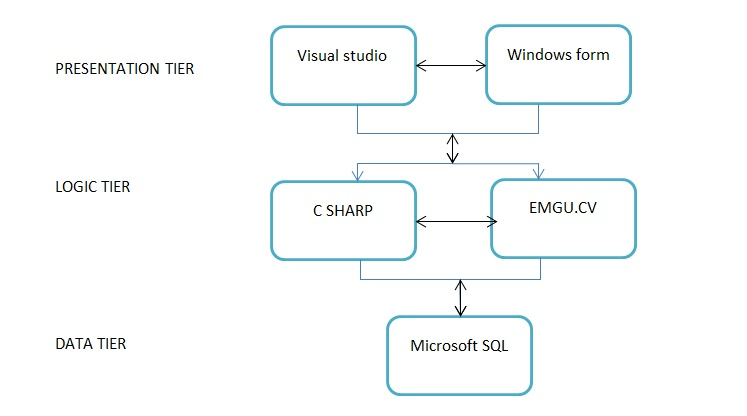 PRESENTATION TIER
Visual studio
Windows form
LOGIC TIER
C SHARP
EMGU.CV
DATA TIER
Microsoft SQL